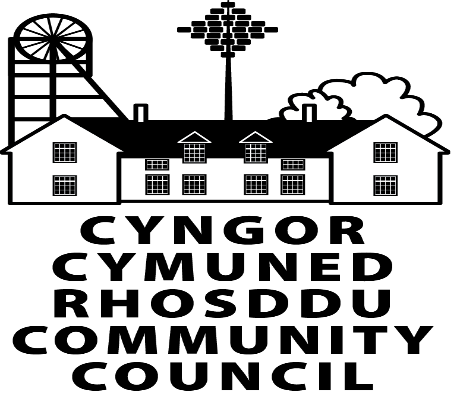 CYNGOR
CYMUNED
RHOSDDU
COMMUNITY
COUNCIL